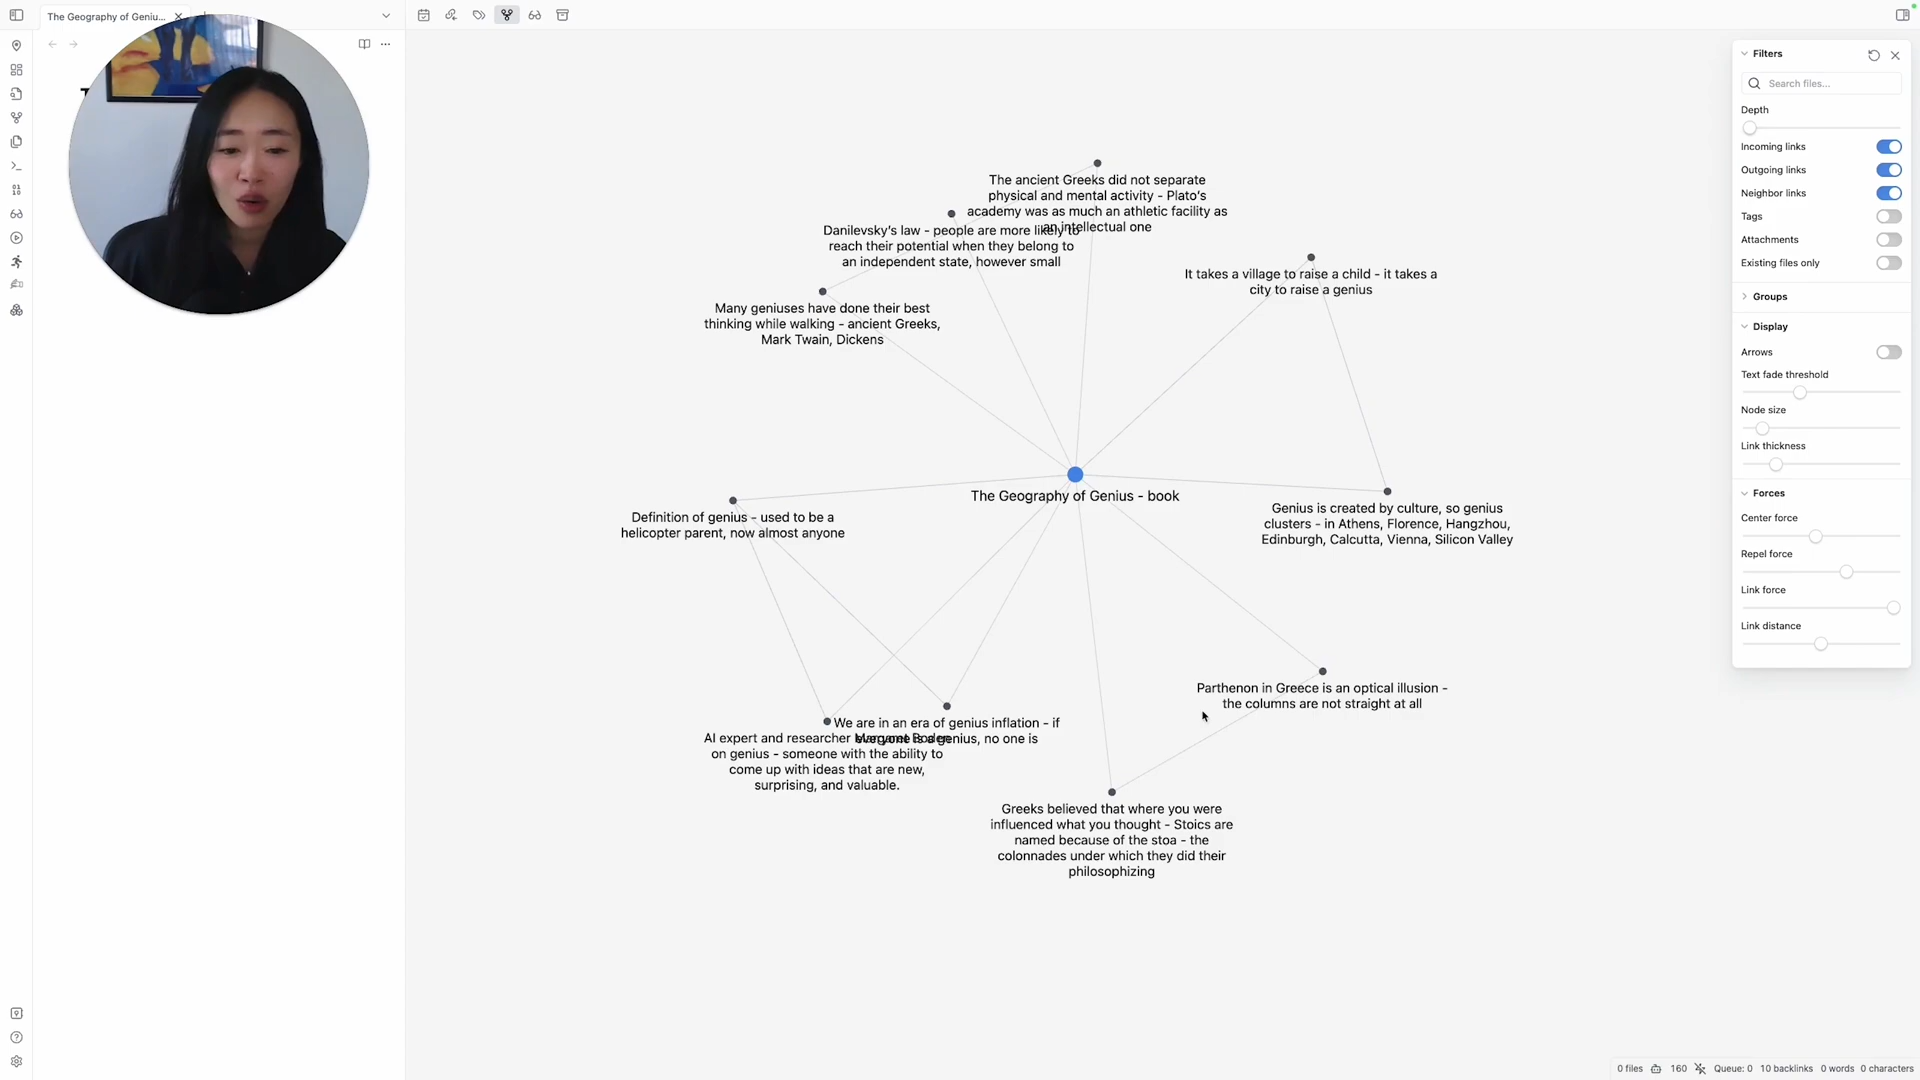 The Geography of Geniu...
The ancient Greeks did not separate
physical and mental activity - Plato's
academy was as much an athletic facility as
an intellectual one
Danilevsky's law - people are more likely to
reach their potential when they belong to
an independent state, however small
It takes a village to raise a child - it takes a
city to raise a genius
Many geniuses have done their best
thinking while walking - ancient Greeks,
Mark Twain, Dickens
The Geography of Genius - book
Definition of genius - used to be a
helicopter parent, now almost anyone
Genius is created by culture, so genius
clusters - in Athens, Florence, Hangzhou,
Edinburgh, Calcutta, Vienna, Silicon Valley
Parthenon in Greece is an optical illusion -
the columns are not straight at all
We are in an era of genius inflation - if
everyone is a genius, no one is
AI expert and researcher Margaret Boden
on genius - someone with the ability to
come up with ideas that are new,
surprising, and valuable.
Greeks believed that where you were
influenced what you thought - Stoics are
named because of the stoa - the
colonnades under which they did their
philosophizing
Filters
Search files...
Depth
Incoming links
Outgoing links
Neighbor links
Tags
Attachments
Existing files only
Groups
Display
Arrows
Text fade threshold
Node size
Link thickness
Forces
Center force
Repel force
Link force
Link distance
0 files 160 Queue: 0 10 backlinks 0 words 0 characters